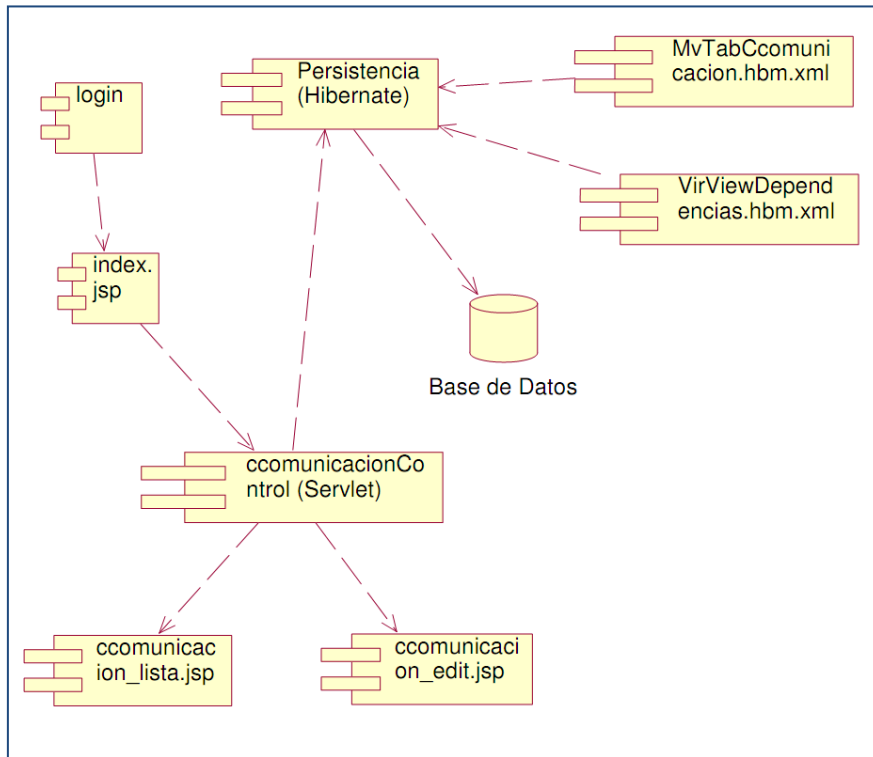 login
Persistencia
(Hibernate)
MvTabCcomuni
cacion.hbm.xml
VirViewDepend
encias.hbm.xml
index.
jsp
Base de Datos
ccomunicacionCo
ntrol (Servlet)
ccomunicac
ion_lista.jsp
ccomunicaci
on_edit.jsp